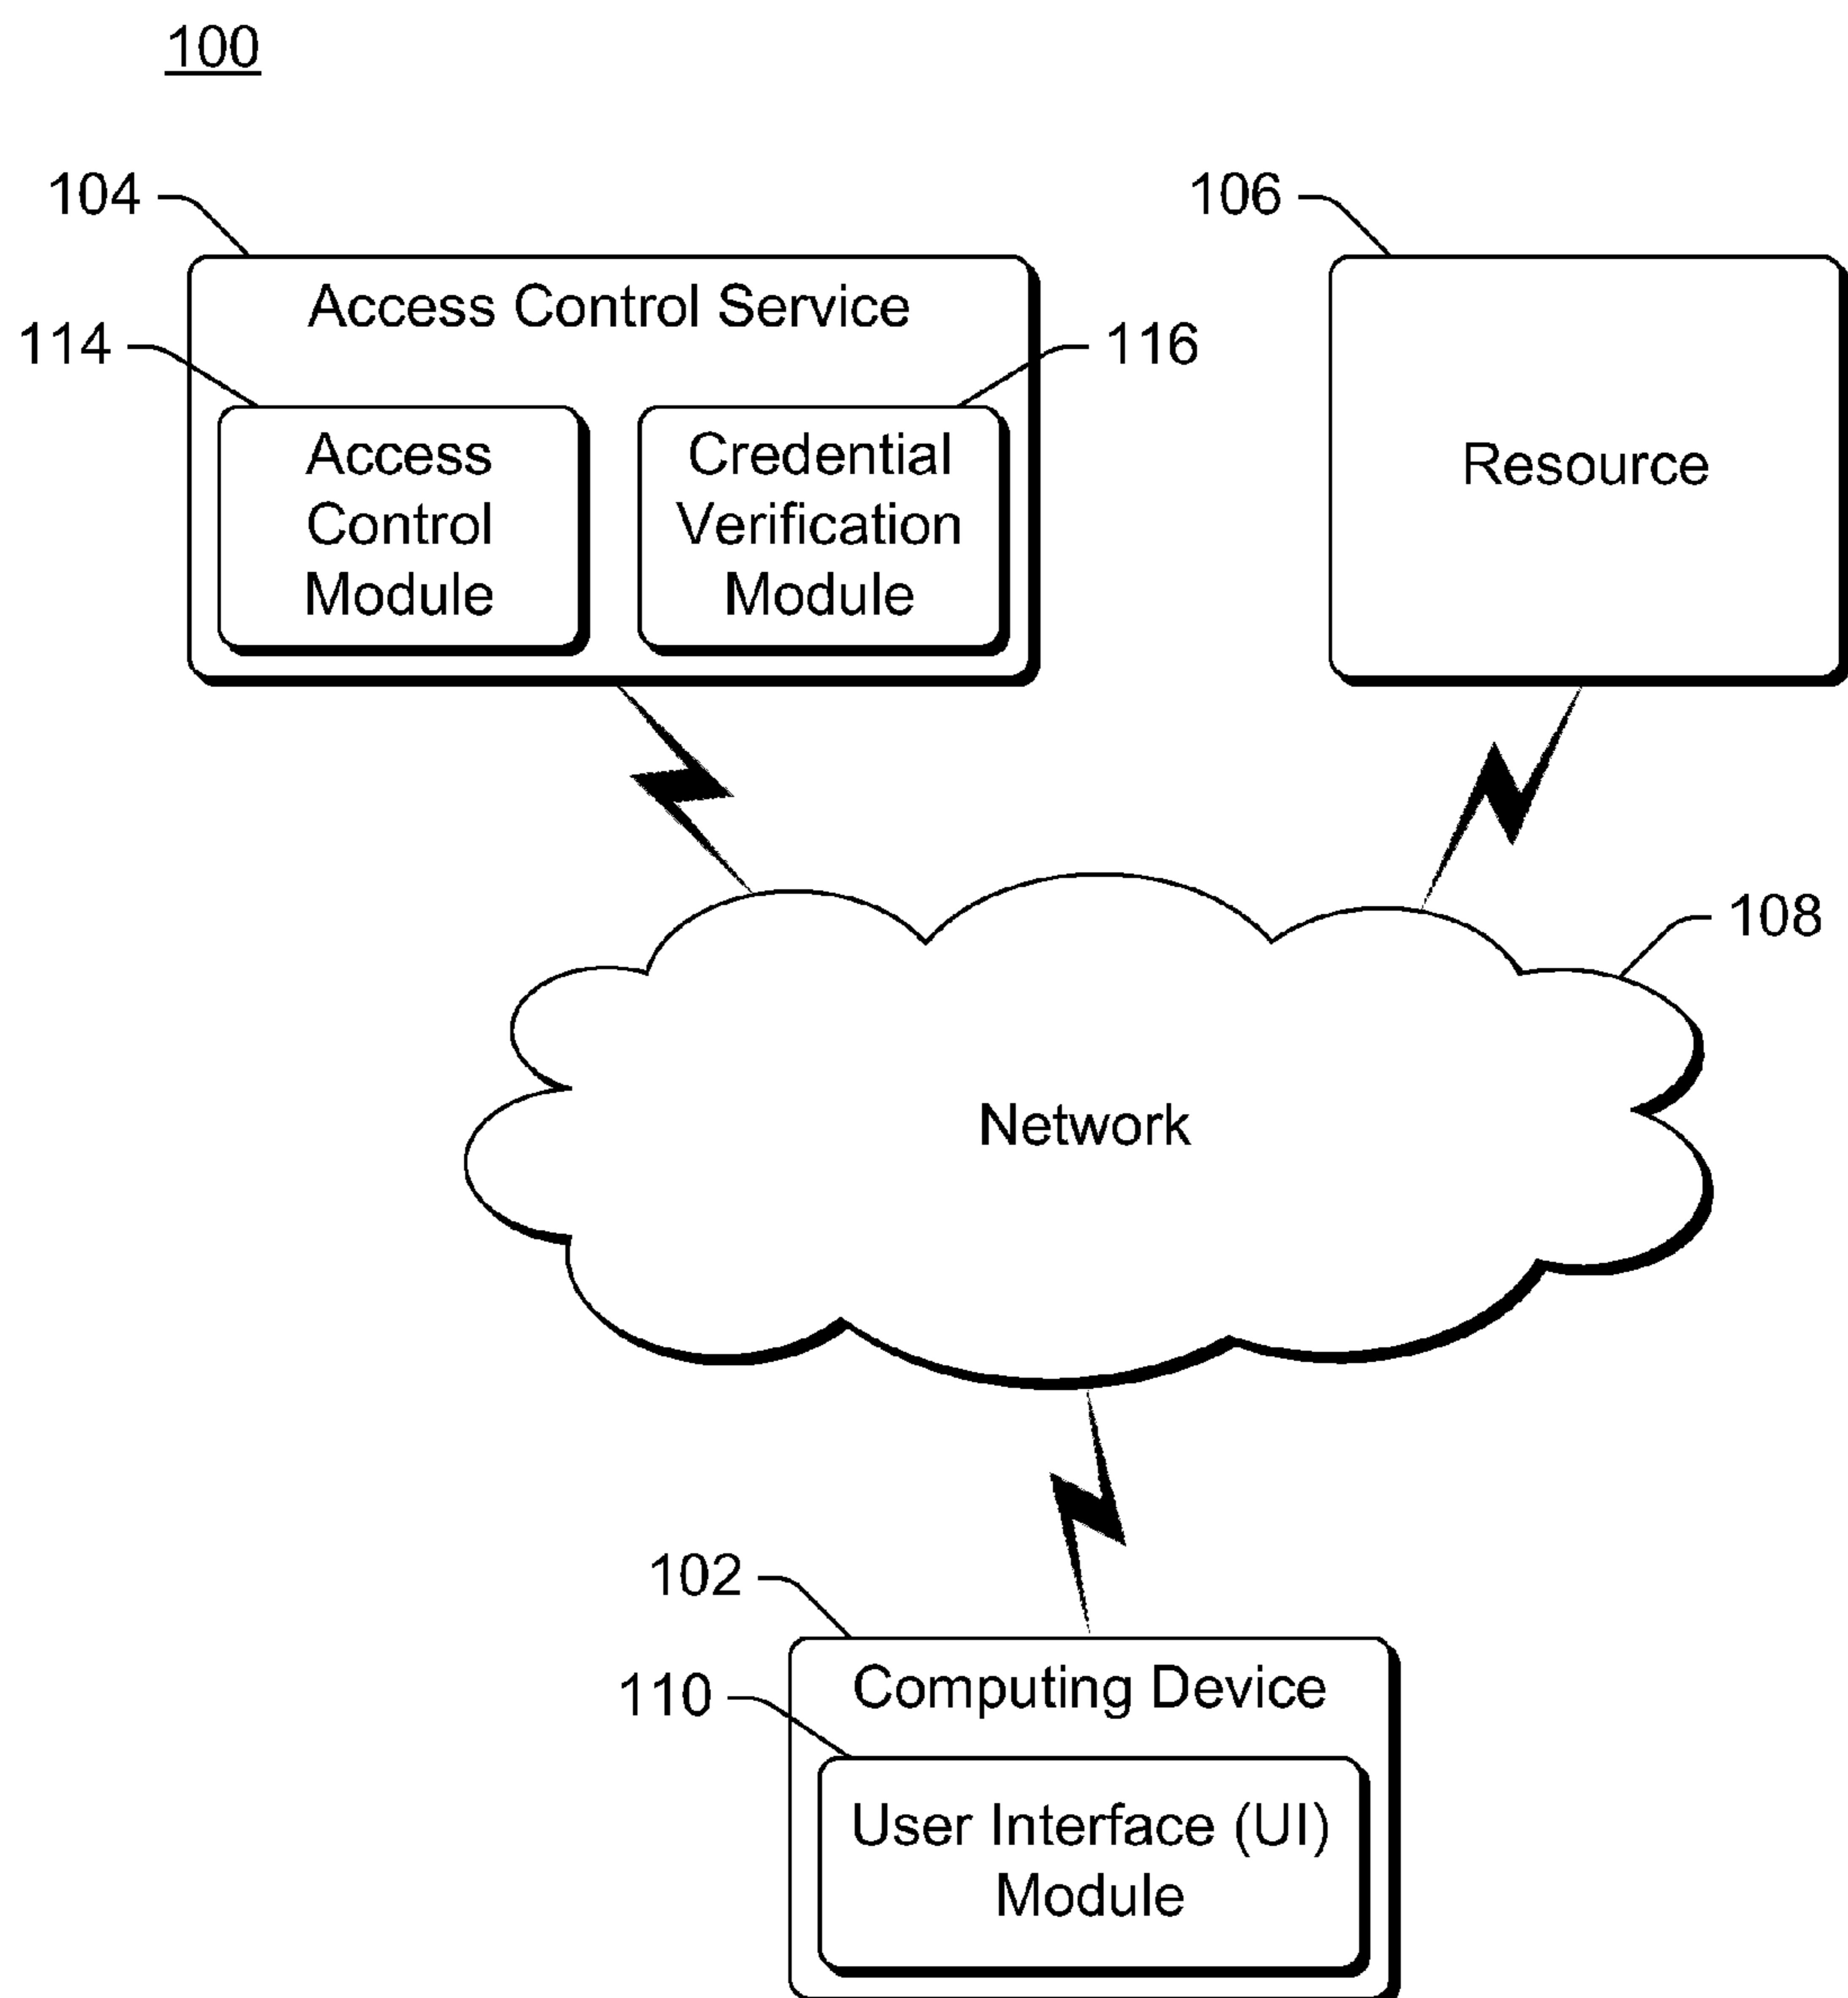 100
104
106
Access Control Service
114
116
Access
Control
Module
Credential
Verification
Module
Resource
108
Network
102
Computing Device
110
User Interface (UI)
Module